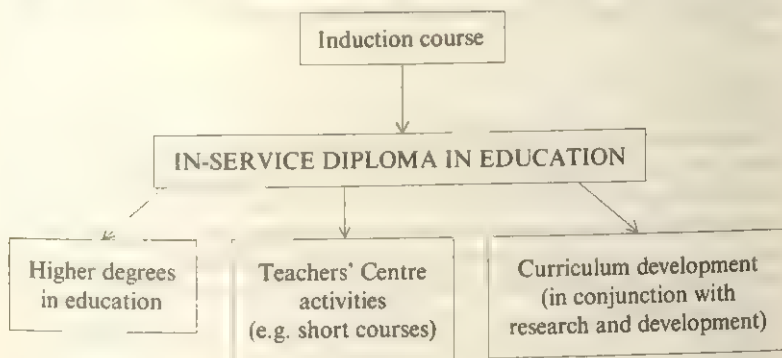 Induction course
IN-SERVICE DIPLOMA IN EDUCATION
Higher degrees
in education
Teachers' Centre
activities
(e.g. short courses)
Curriculum development
(in conjunction with
research and development)